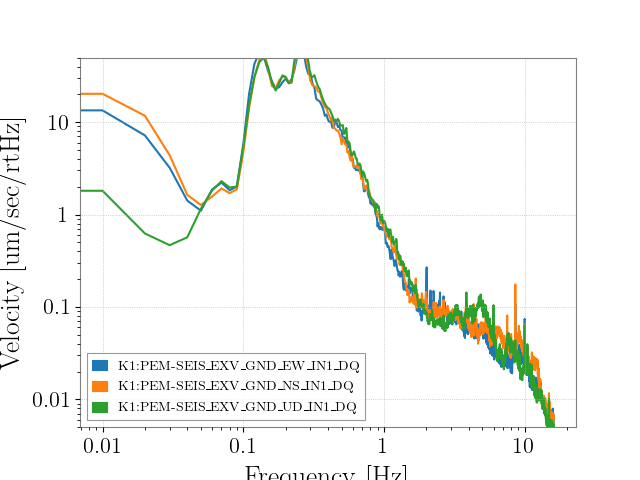 Velocity [um/sec/rtHz]
10
1
0.1
0.01
K1:PEM-SEIS_EXV_GND_EW_IN1_DQ
K1:PEM-SEIS_EXV_GND_NS_IN1_DQ
K1:PEM-SEIS_EXV_GND_UD_IN1_DQ
0.01 0.1 1 10
Frequency [Hz]